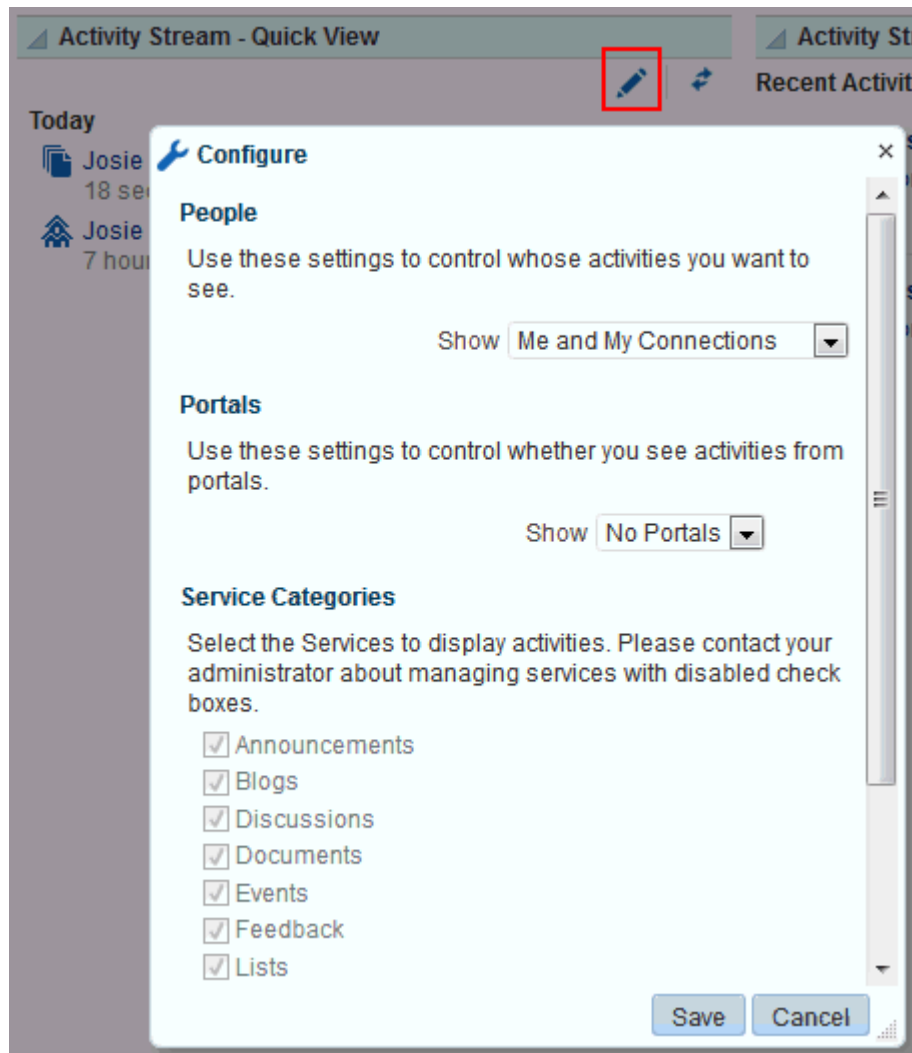 Activity Stream - Quick View
Activity St
Recent Activit
Today
Josie
18 se
Josie
7 hou
Configure
People
Use these settings to control whose activities you want to
see.
Show Me and My Connections
Portals
Use these settings to control whether you see activities from
portals.
Show No Portals
Service Categories
Select the Services to display activities. Please contact your
administrator about managing services with disabled check
boxes.
Announcements
Blogs
Discussions
Documents
Events
Feedback
Lists
Save Cancel